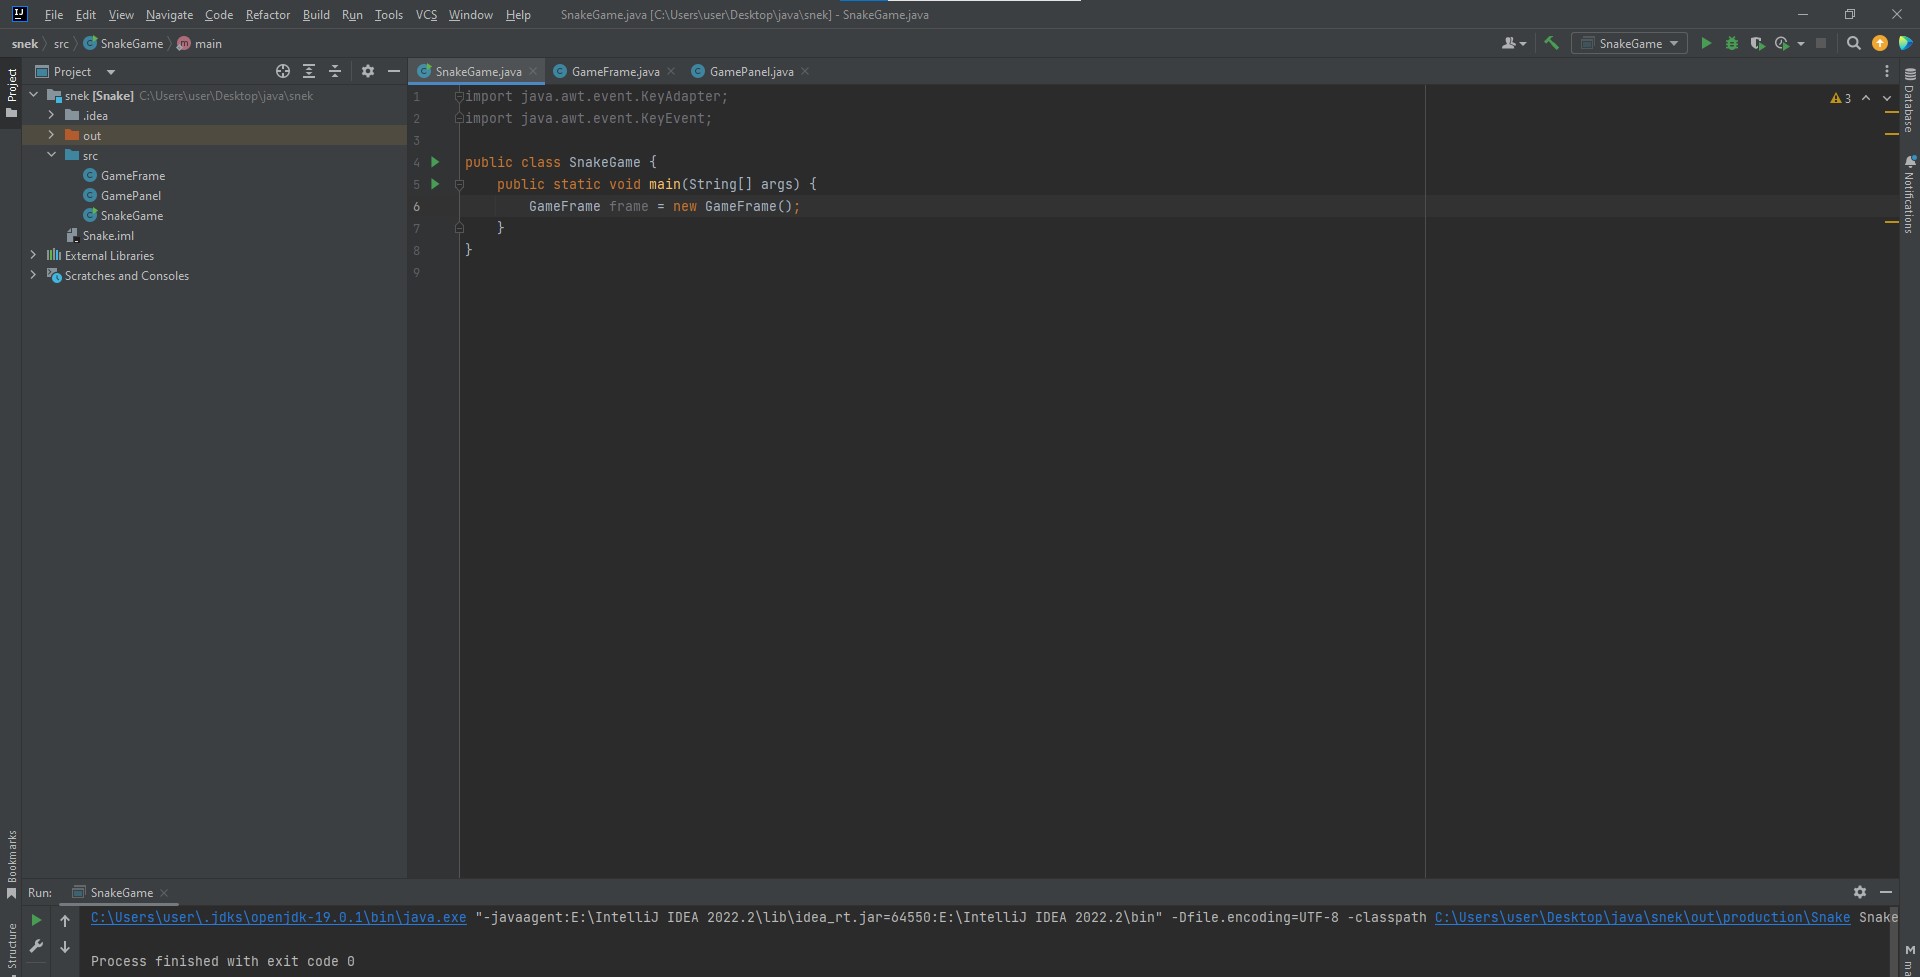 File Edit View Navigate Code Refactor Build Run Tools VCS Window Help SnakeGame.java [C:\Users\user\Desktop\java\snek] - SnakeGame.java
snek src SnakeGame main SnakeGame
Project
Project
SnakeGame.java GameFrame.java GamePanel.java
snek [Snake] C:\Users\user\Desktop\java\snek
.idea
out
src
GameFrame
GamePanel
SnakeGame
Snake.iml
External Libraries
Scratches and Consoles
1 import java.awt.event.KeyAdapter;
2 import java.awt.event.KeyEvent;
3
4 public class SnakeGame {
5 public static void main(String[] args) {
6 GameFrame frame = new GameFrame();
7 }
8 }
9
3
Database
Notifications
Bookmarks
Structure
Run: SnakeGame
C:\Users\user\.jdks\openjdk-19.0.1\bin\java.exe "-javaagent:E:\IntelliJ IDEA 2022.2\lib\idea_rt.jar=64550:E:\IntelliJ IDEA 2022.2\bin" -Dfile.encoding=UTF-8 -classpath C:\Users\user\Desktop\java\snek\out\production\Snake Snake
Process finished with exit code 0